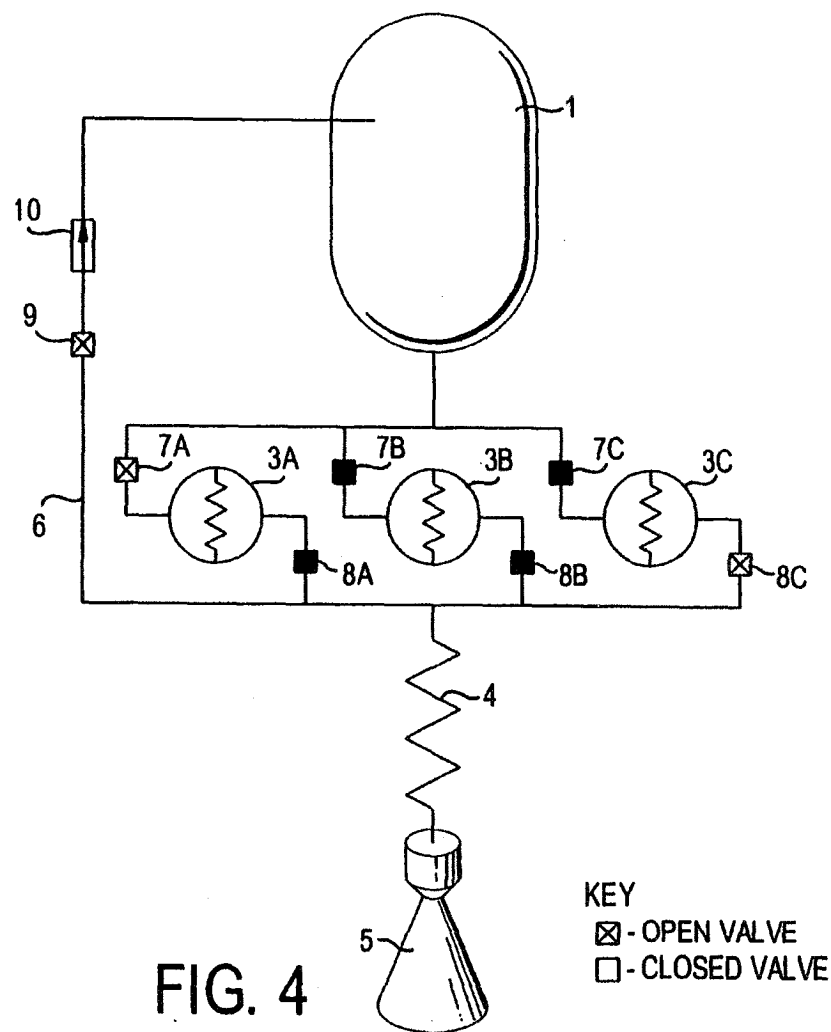 1
10
9
7A
3A
7B
3B
7C
3C
6
8A
8B
8C
4
5
KEY
- OPEN VALVE
- CLOSED VALVE
FIG. 4